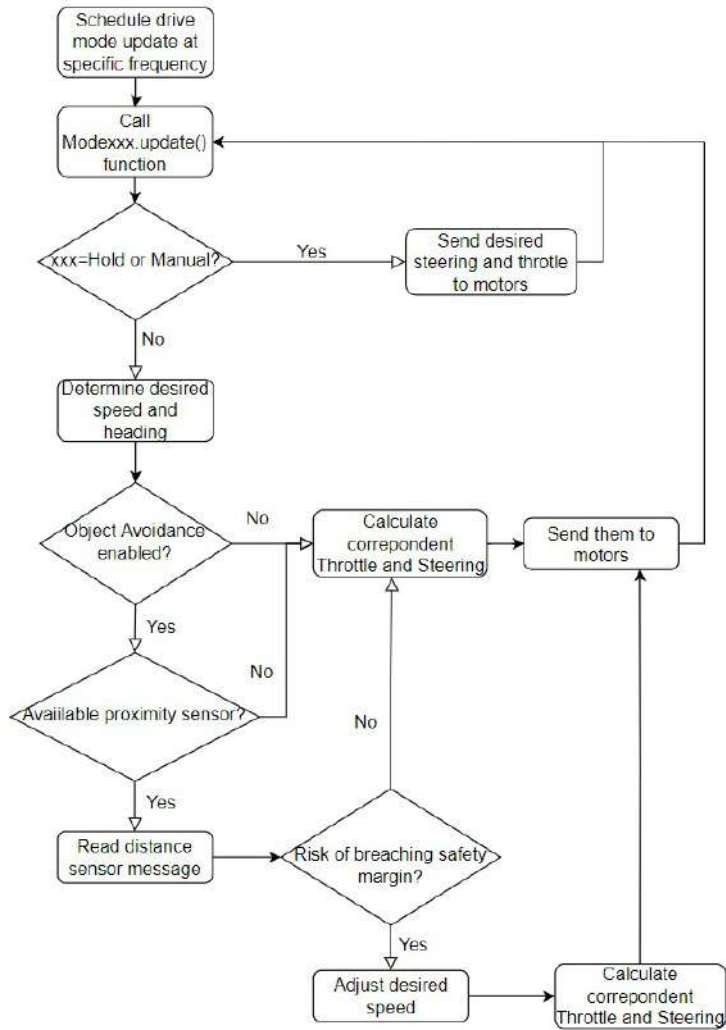 Schedule drive
mode update at
specific frequency
Call
Modexxx.update()
function
xxx=Hold or Manual?
Yes
Send desired
steering and throtle
to motors
No
Determine desired
speed and
heading
Object Avoidance
enabled?
No
Calculate
correpondent
Throttle and Steering
Send them to
motors
Yes
Avaiilable proximity sensor?
No
No
Yes
Read distance
sensor message
Risk of breaching safety
margin?
Yes
Adjust desired
speed
Calculate
correpondent
Throttle and Steering